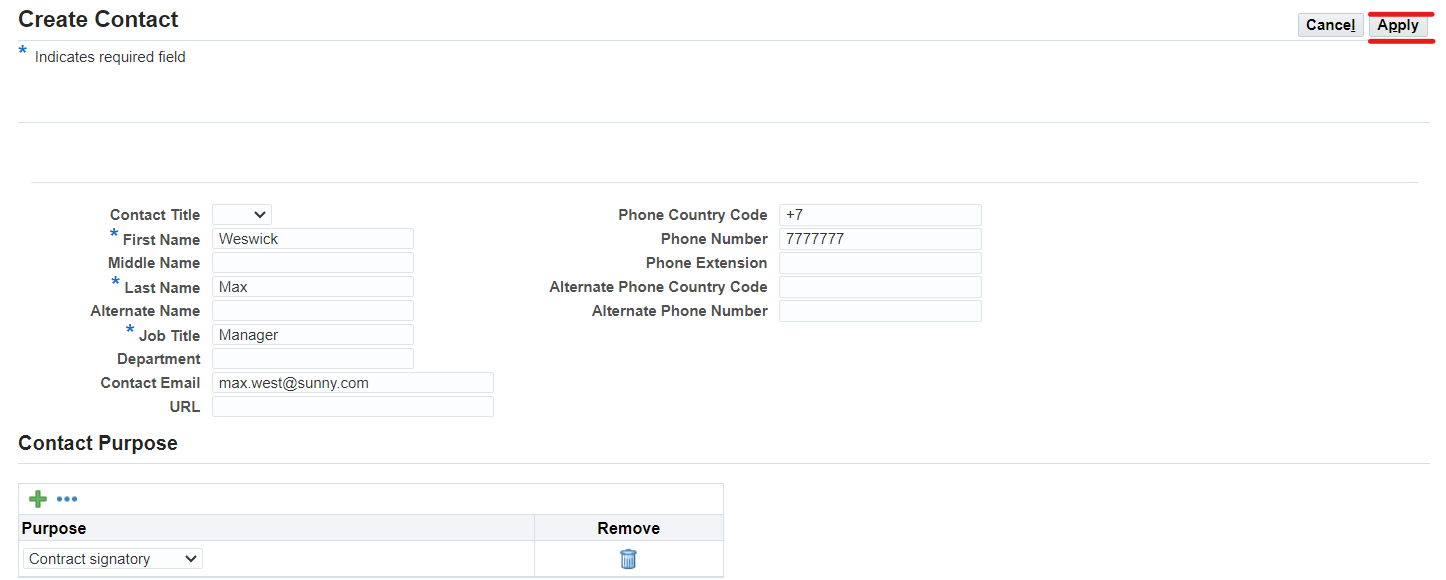 Create Contact
Cancel Apply
* Indicates required field
Contact Title
* First Name Weswick
Middle Name
* Last Name Max
Alternate Name
* Job Title Manager
Department
Contact Email max.west@sunny.com
URL
Phone Country Code +7
Phone Number 7777777
Phone Extension
Alternate Phone Country Code
Alternate Phone Number
Contact Purpose
Purpose Remove
Contract signatory